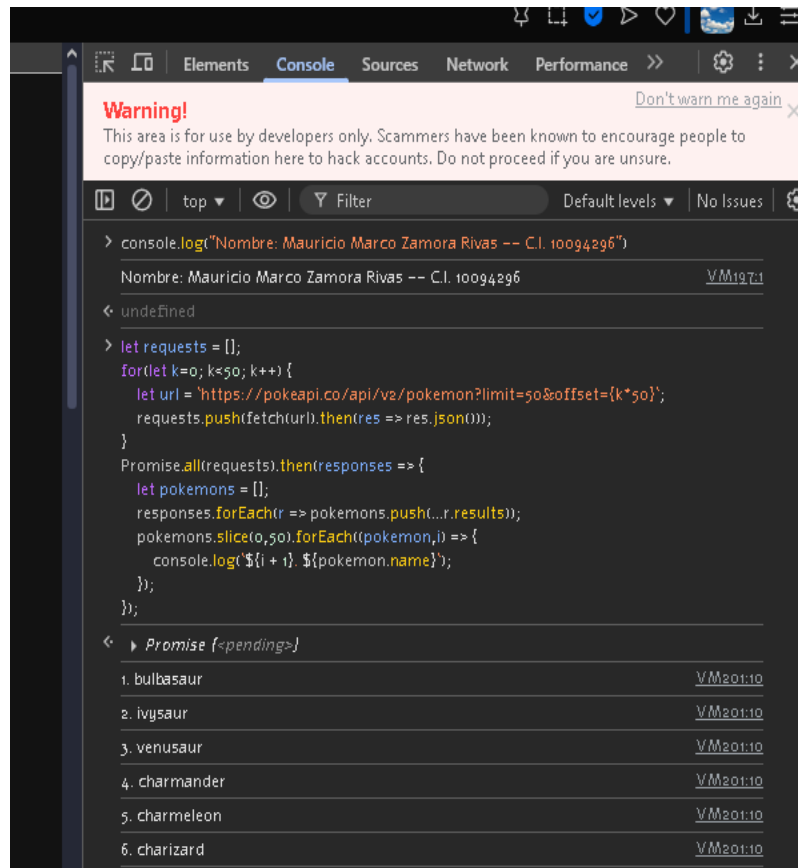 Elements Console Sources Network Performance >>
Warning!
Don't warn me again
This area is for use by developers only. Scammers have been known to encourage people to
copy/paste information here to hack accounts. Do not proceed if you are unsure.
top ▼ Filter Default levels ▼ No Issues
> console.log("Nombre: Mauricio Marco Zamora Rivas -- C.I. 10094296")
Nombre: Mauricio Marco Zamora Rivas -- C.I. 10094296 VM197:1
undefined
> let requests = [];
for(let k=0; k<50; k++) {
let url = `https://pokeapi.co/api/v2/pokemon?limit=50&offset={k*50}`;
requests.push(fetch(url).then(res => res.json()));
}
Promise.all(requests).then(responses => {
let pokemons = [];
responses.forEach(r => pokemons.push(...r.results));
pokemons.slice(0,50).forEach((pokemon,i) => {
console.log(`${i + 1}. ${pokemon.name}`);
});
});
Promise {<pending>}
1. bulbasaur VM201:10
2. ivysaur VM201:10
3. venusaur VM201:10
4. charmander VM201:10
5. charmeleon VM201:10
6. charizard VM201:10